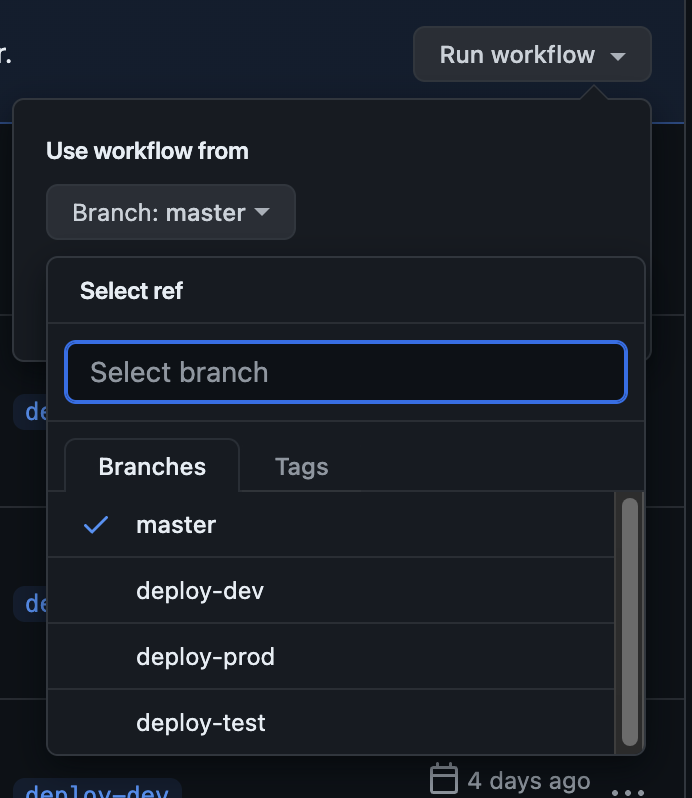 r.
Run workflow
Use workflow from
Branch: master
Select ref
Select branch
Branches
Tags
master
deploy-dev
deploy-prod
deploy-test
de
de
deploy-dev
4 days ago